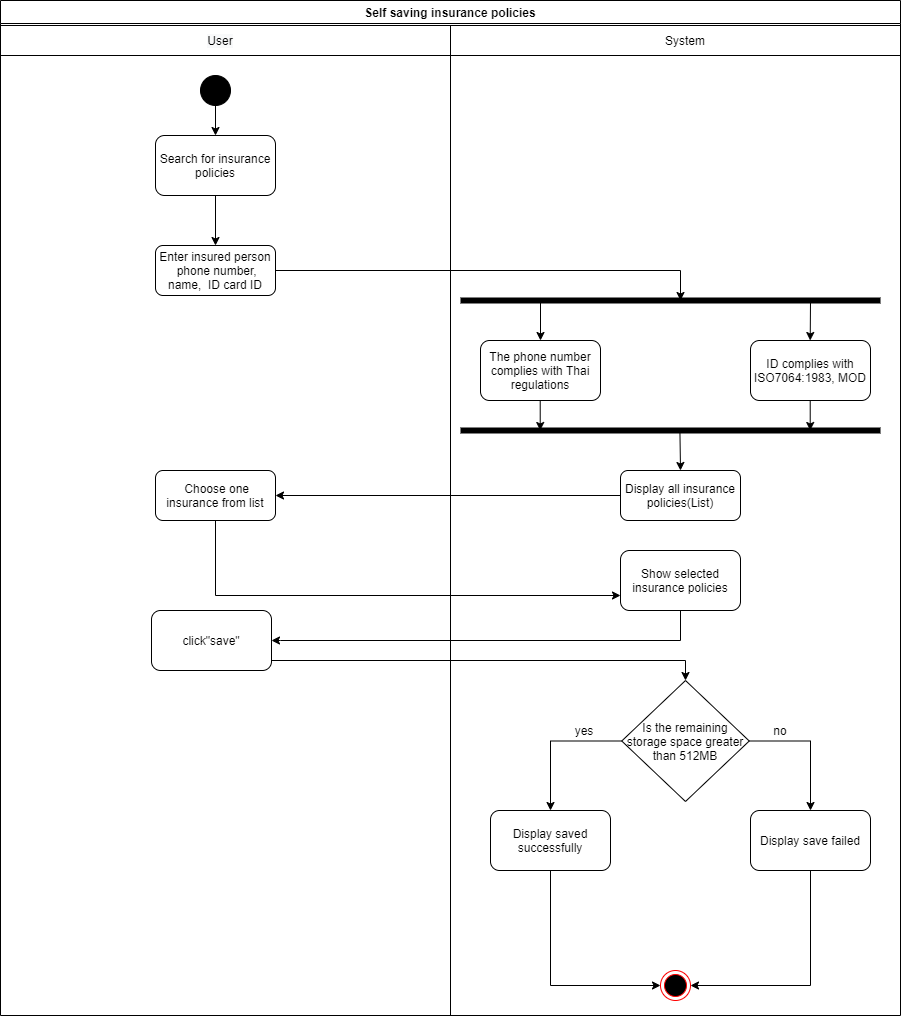 Self saving insurance policies
User
System
Search for insurance
policies
Enter insured person
phone number,
name, ID card ID
The phone number
complies with Thai
regulations
ID complies with
ISO7064:1983, MOD
Display all insurance
policies(List)
Choose one
insurance from list
Show selected
insurance policies
click"save"
Is the remaining
storage space greater
than 512MB
yes
no
Display saved
successfully
Display save failed